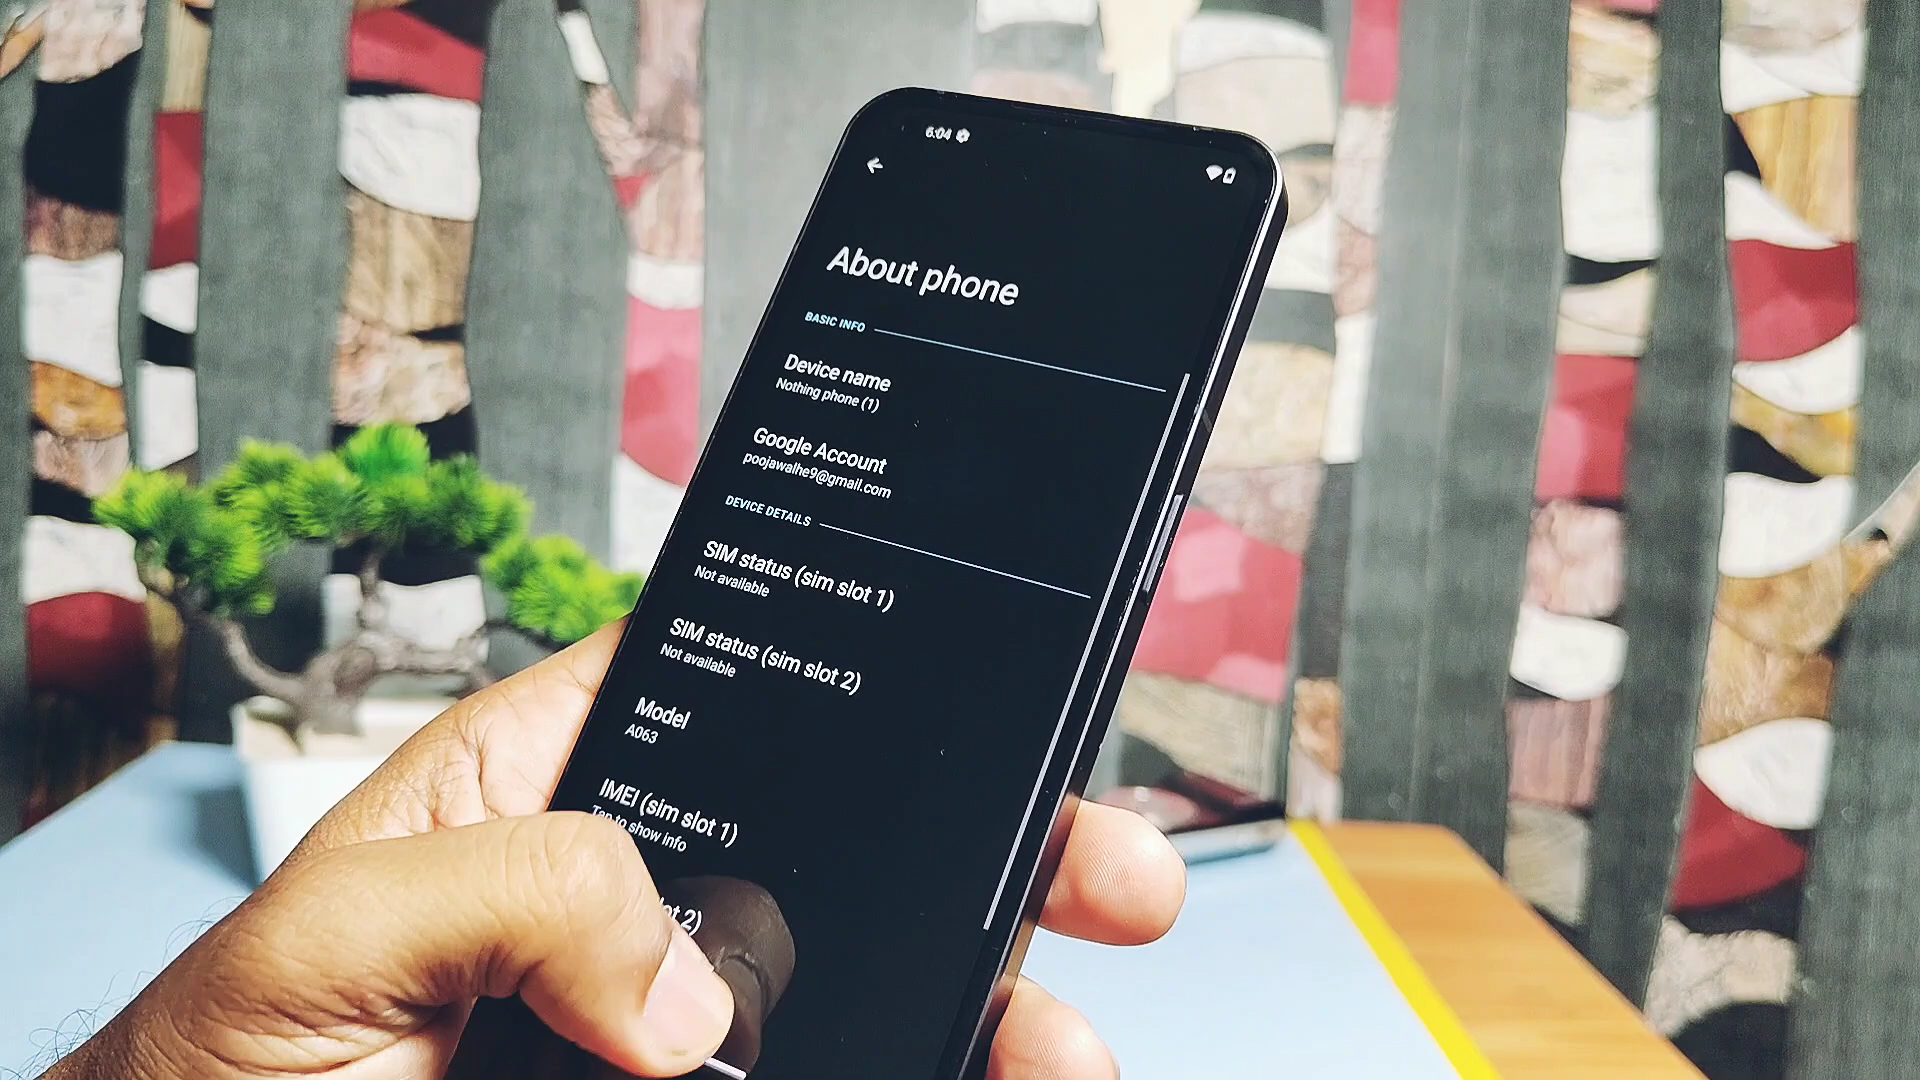 6:04
About phone
BASIC INFO
Device name
Nothing phone (1)
Google Account
poojawalhe9@gmail.com
DEVICE DETAILS
SIM status (sim slot 1)
Not available
SIM status (sim slot 2)
Not available
Model
A063
IMEI (sim slot 1)
Tap to show info
2)